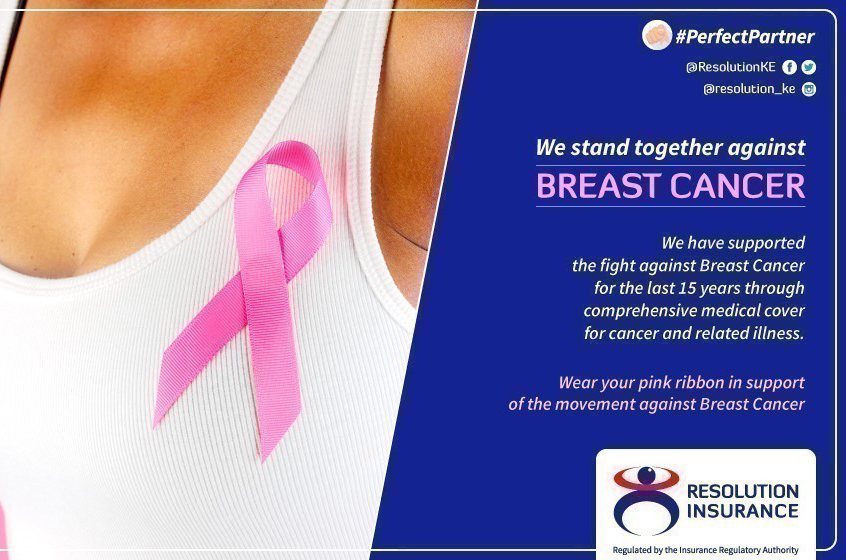 #PerfectPartner
@ResolutionKE
@resolution_ke
We stand together against
BREAST CANCER
We have supported
the fight against Breast Cancer
for the last 15 years through
comprehensive medical cover
for cancer and related illness.
Wear your pink ribbon in support
of the movement against Breast Cancer
RESOLUTION
INSURANCE
Regulated by the Insurance Regulatory Authority